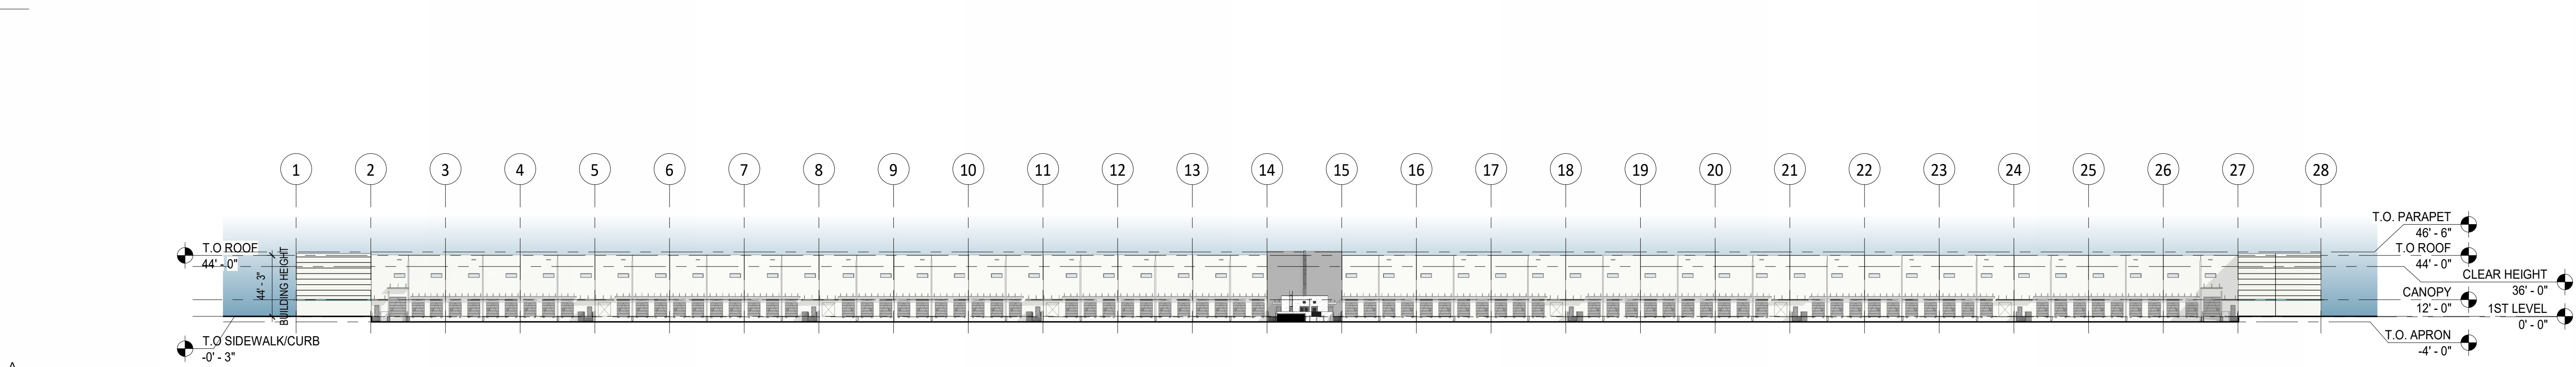 1 2 3 4 5 6 7 8 9 10 11 12 13 14 15 16 17 18 19 20 21 22 23 24 25 26 27 28
T.O ROOF
44' - 0"
44' - 3"
BUILDING HEIGHT
T.O SIDEWALK/CURB
-0' - 3"
T.O. PARAPET
46' - 6"
T.O ROOF
44' - 0"
CLEAR HEIGHT
36' - 0"
CANOPY
12' - 0"
1ST LEVEL
0' - 0"
T.O. APRON
-4' - 0"